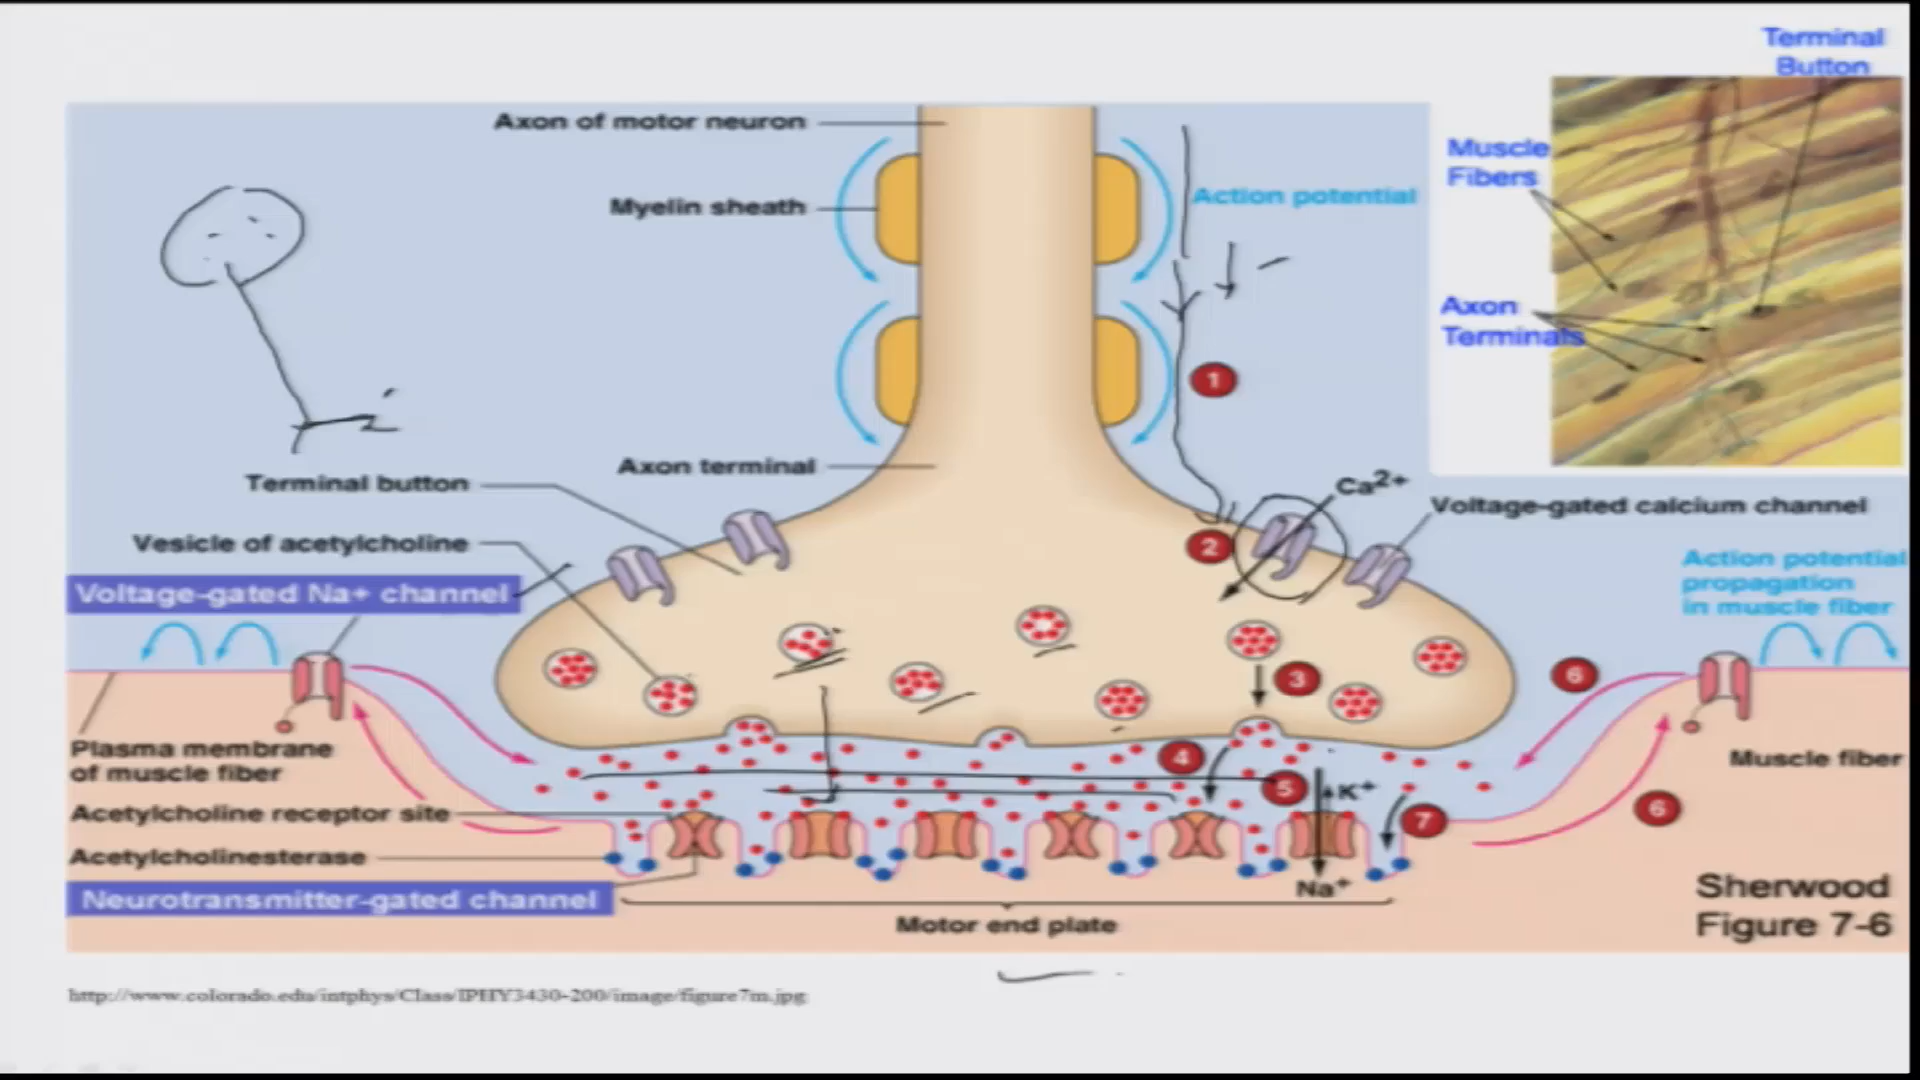 Terminal
Button
Axon of motor neuron
Muscle
Fibers
Myelin sheath
Action potential
Axon
Terminals
1
Axon terminal
Terminal button
Ca2+
Voltage-gated calcium channel
Vesicle of acetylcholine
2
Action potential
propagation
in muscle fiber
Voltage-gated Na+ channel
3
6
Plasma membrane
of muscle fiber
4
Muscle fiber
5
K+
Acetylcholine receptor site
7
6
Acetylcholinesterase
Na+
Neurotransmitter-gated channel
Motor end plate
Sherwood
Figure 7-6
http://www.colorado.edu/intphys/Class/IPHY3430-200/image/figure7m.jpg